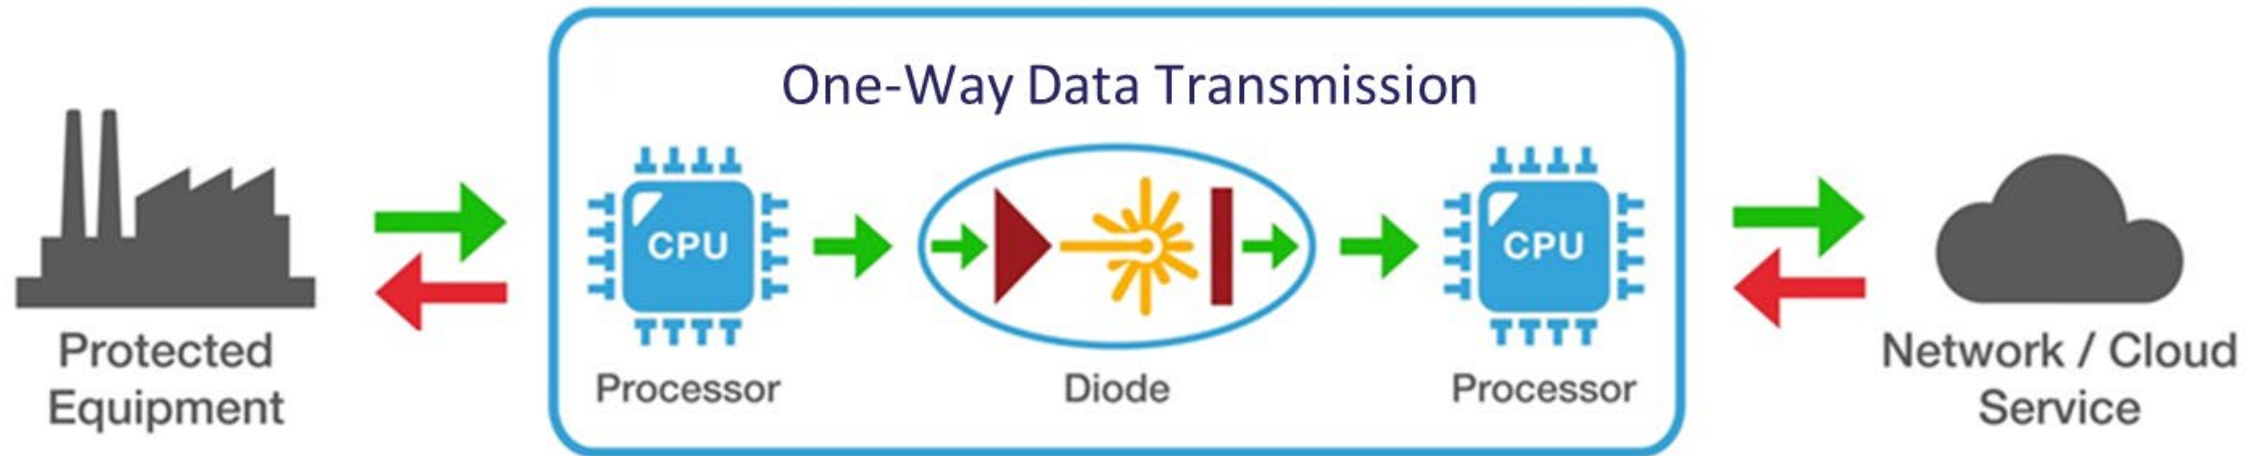 One-Way Data Transmission
CPU
CPU
Protected
Equipment
Processor
Diode
Processor
Network / Cloud
Service